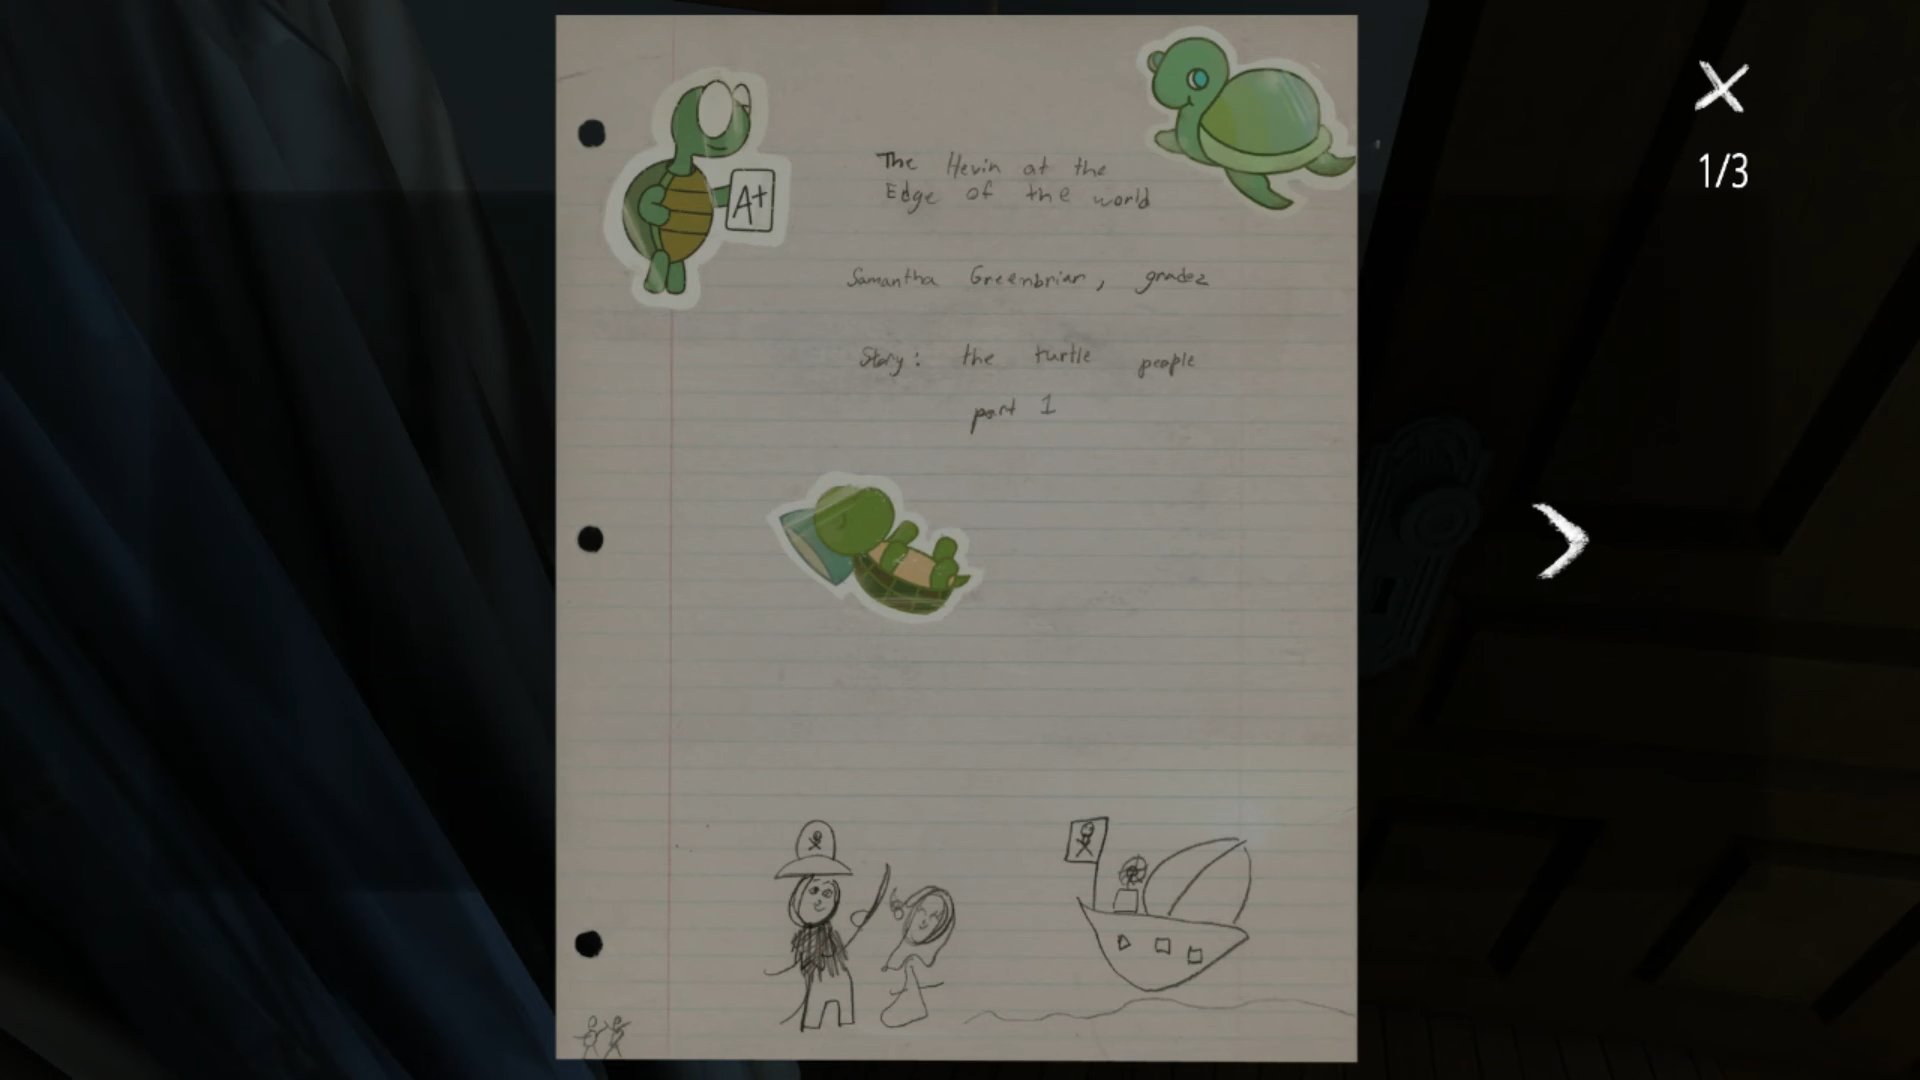 A+
The Hevin at the
Edge of the world
Samantha Greenbriar, grade2
Story: the turtle people
part 1
1/3